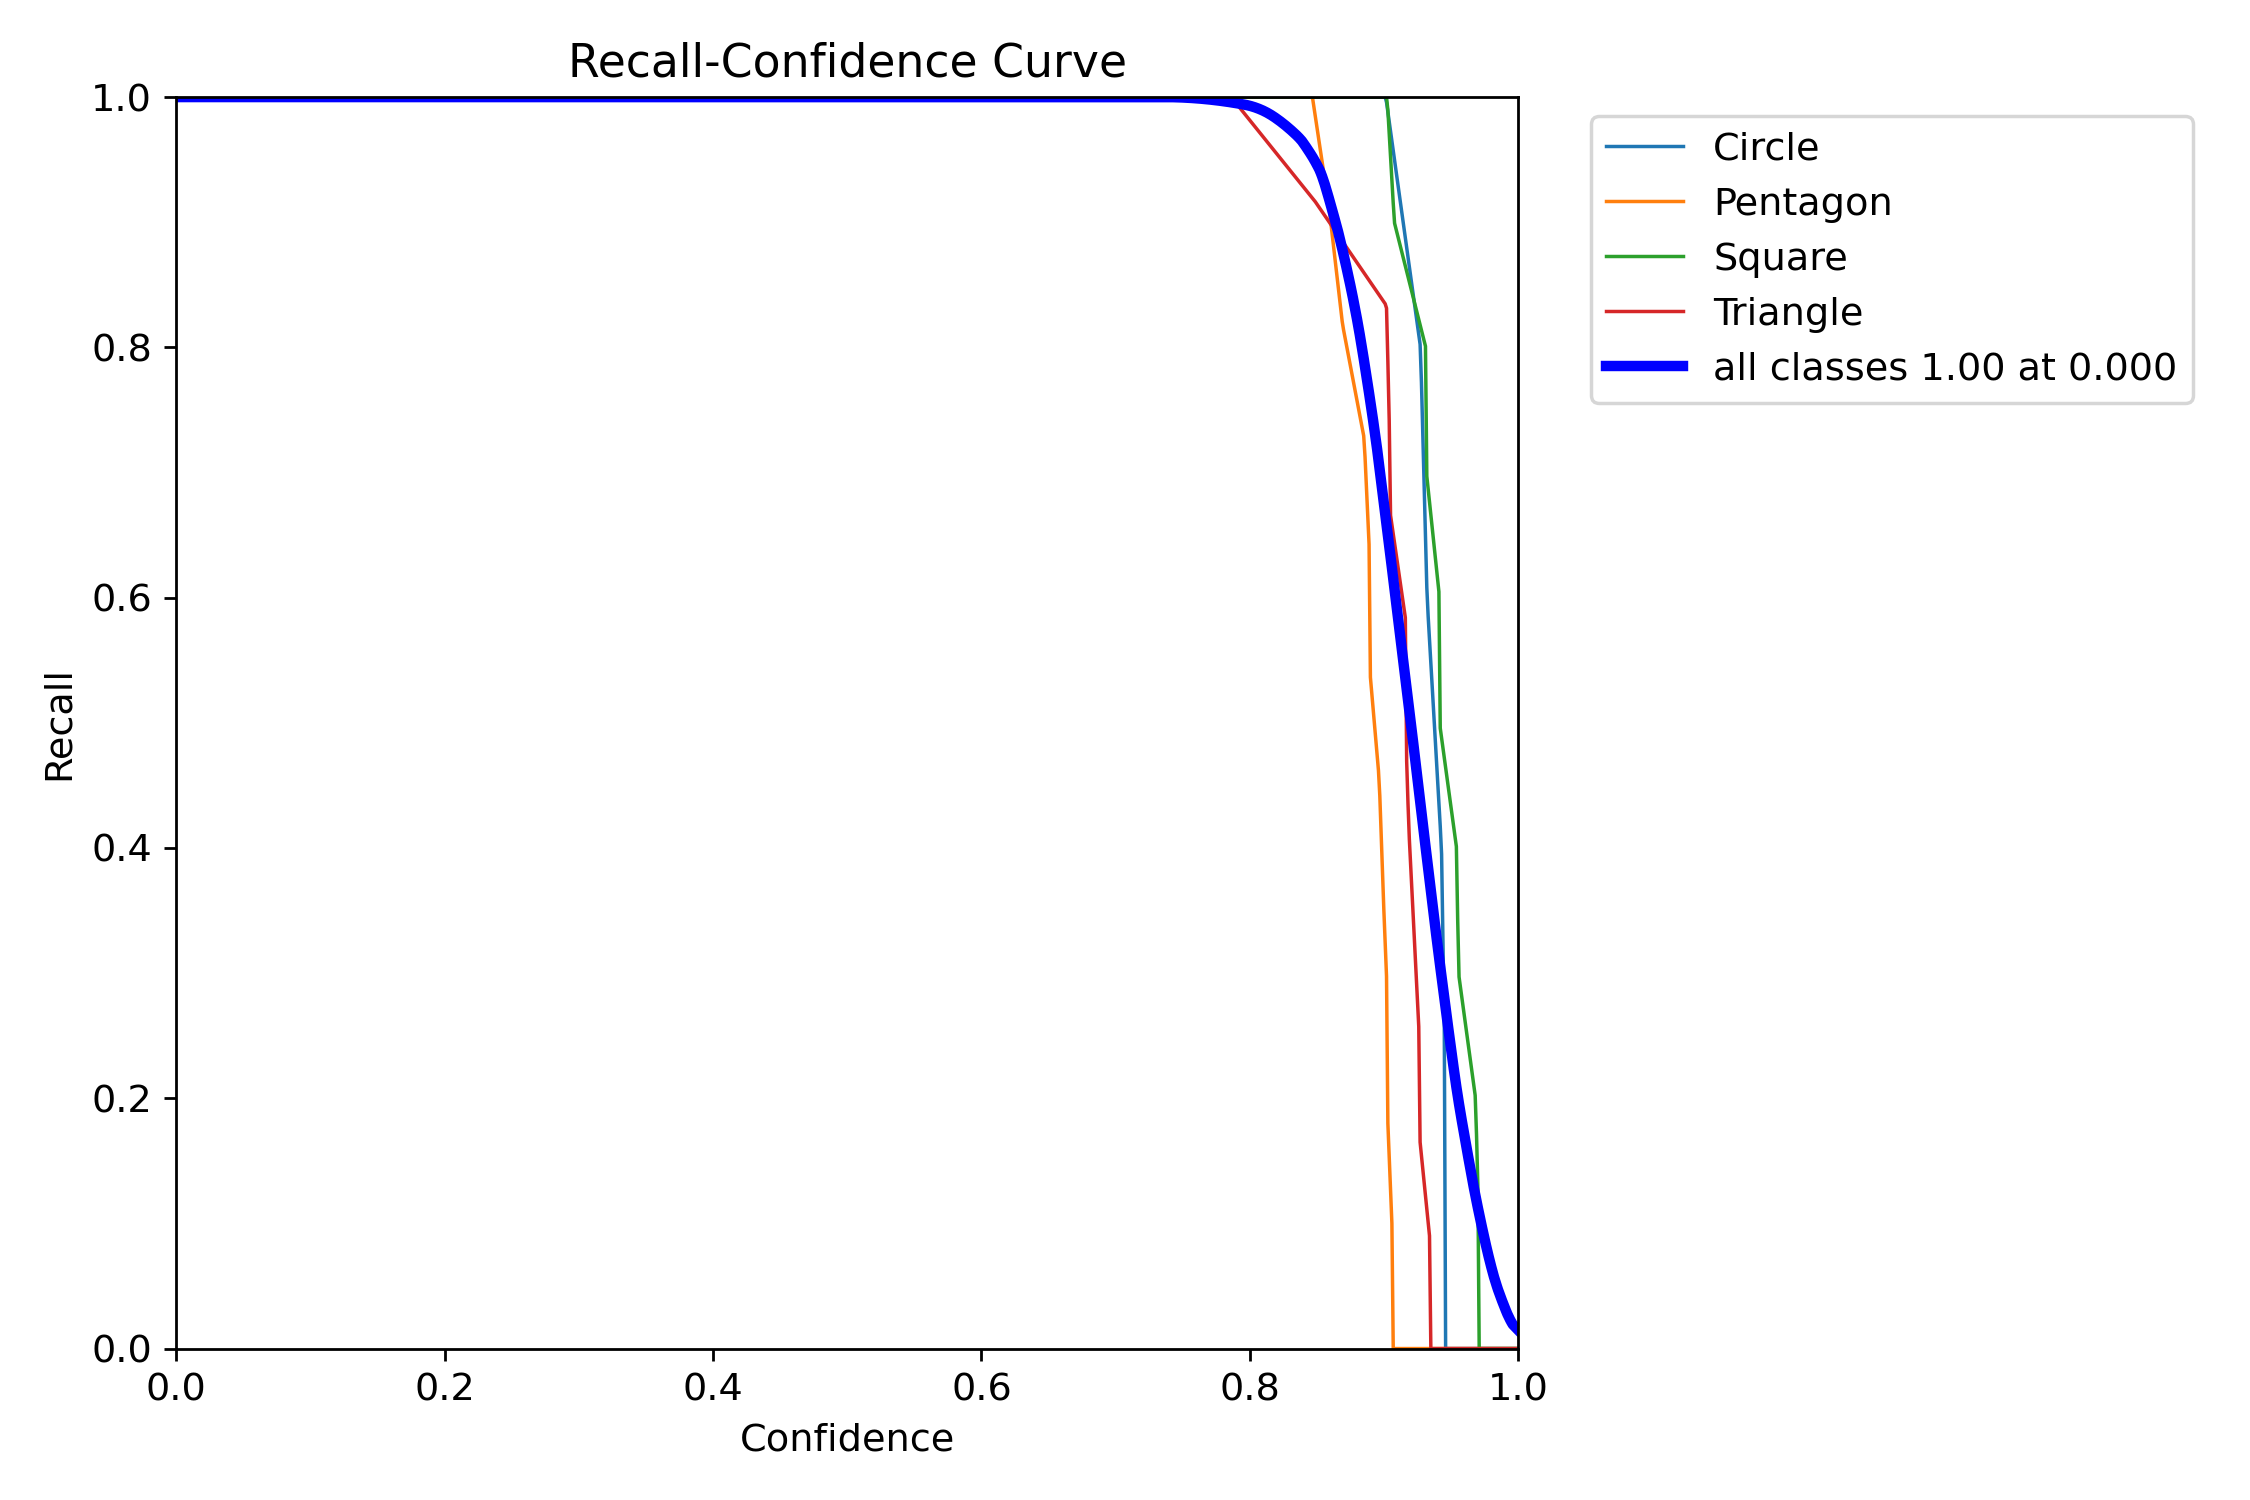 Recall-Confidence Curve
1.0
0.8
0.6
0.4
0.2
0.0
Recall
0.0 0.2 0.4 0.6 0.8 1.0
Confidence
Circle
Pentagon
Square
Triangle
all classes 1.00 at 0.000